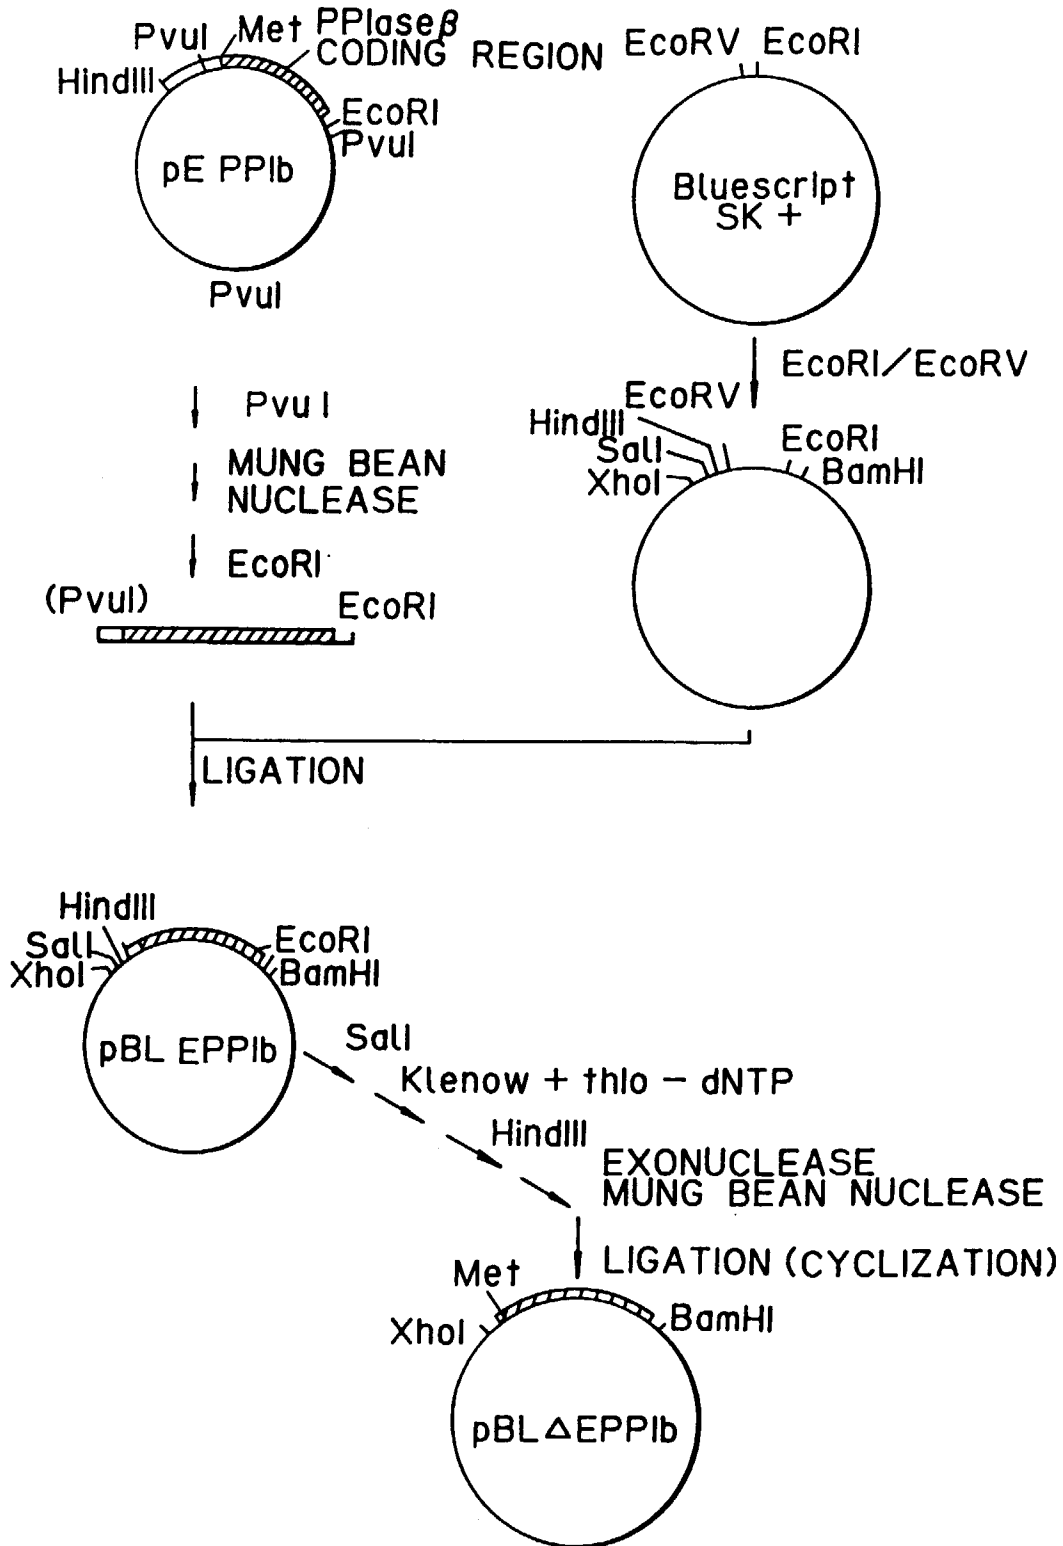 PvuI
Met
PPIase β
CODING REGION
HindIII
EcoRI
PvuI
pE PPIb
PvuI
EcoRV
EcoRI
Bluescript
SK +
EcoRI/EcoRV
PvuI
MUNG BEAN
NUCLEASE
EcoRI
(PvuI)
EcoRI
EcoRV
HindIII
SalI
XhoI
EcoRI
BamHI
LIGATION
HindIII
SalI
XhoI
EcoRI
BamHI
pBL EPPIb
SalI
Klenow + thio - dNTP
HindIII
EXONUCLEASE
MUNG BEAN NUCLEASE
LIGATION (CYCLIZATION)
Met
XhoI
BamHI
pBL Δ EPPIb